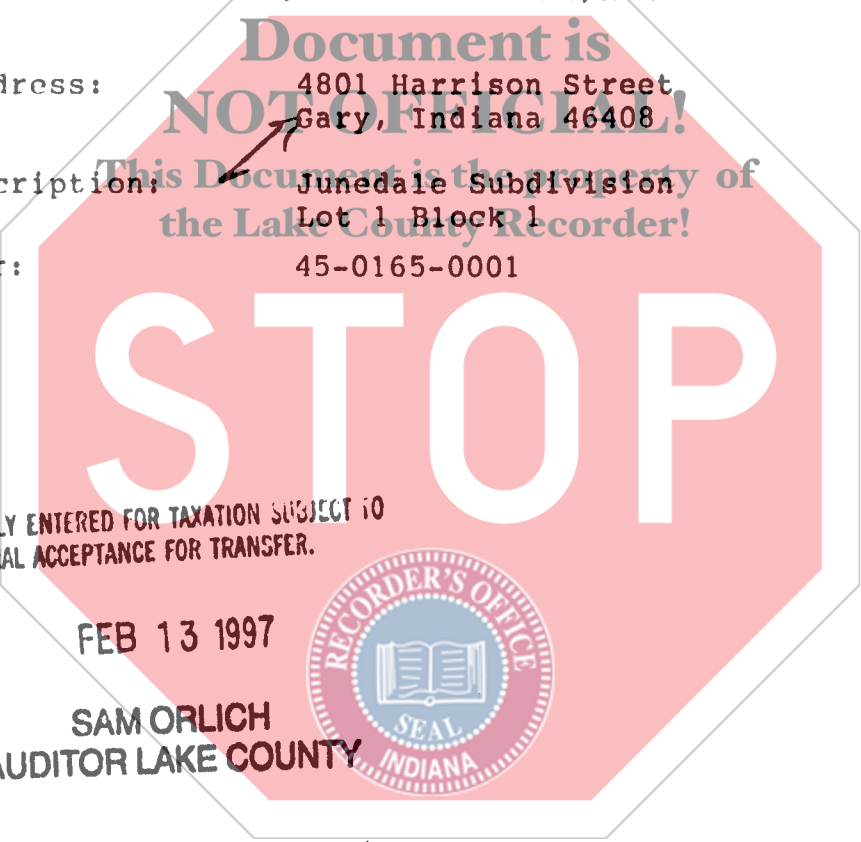 Document is
dress: 4801 Harrison Street
NOT OFFICIAL!
Gary, Indiana 46408
This Document is the property of
cription: Junedale Subdivision
the Lake County Recorder!
Lot 1 Block 1
r: 45-0165-0001
STOP
LY ENTERED FOR TAXATION SUBJECT TO
AL ACCEPTANCE FOR TRANSFER.
FEB 13 1997
SAM ORLICH
AUDITOR LAKE COUNTY
RECORDER'S OFFICE
SEAL
INDIANA